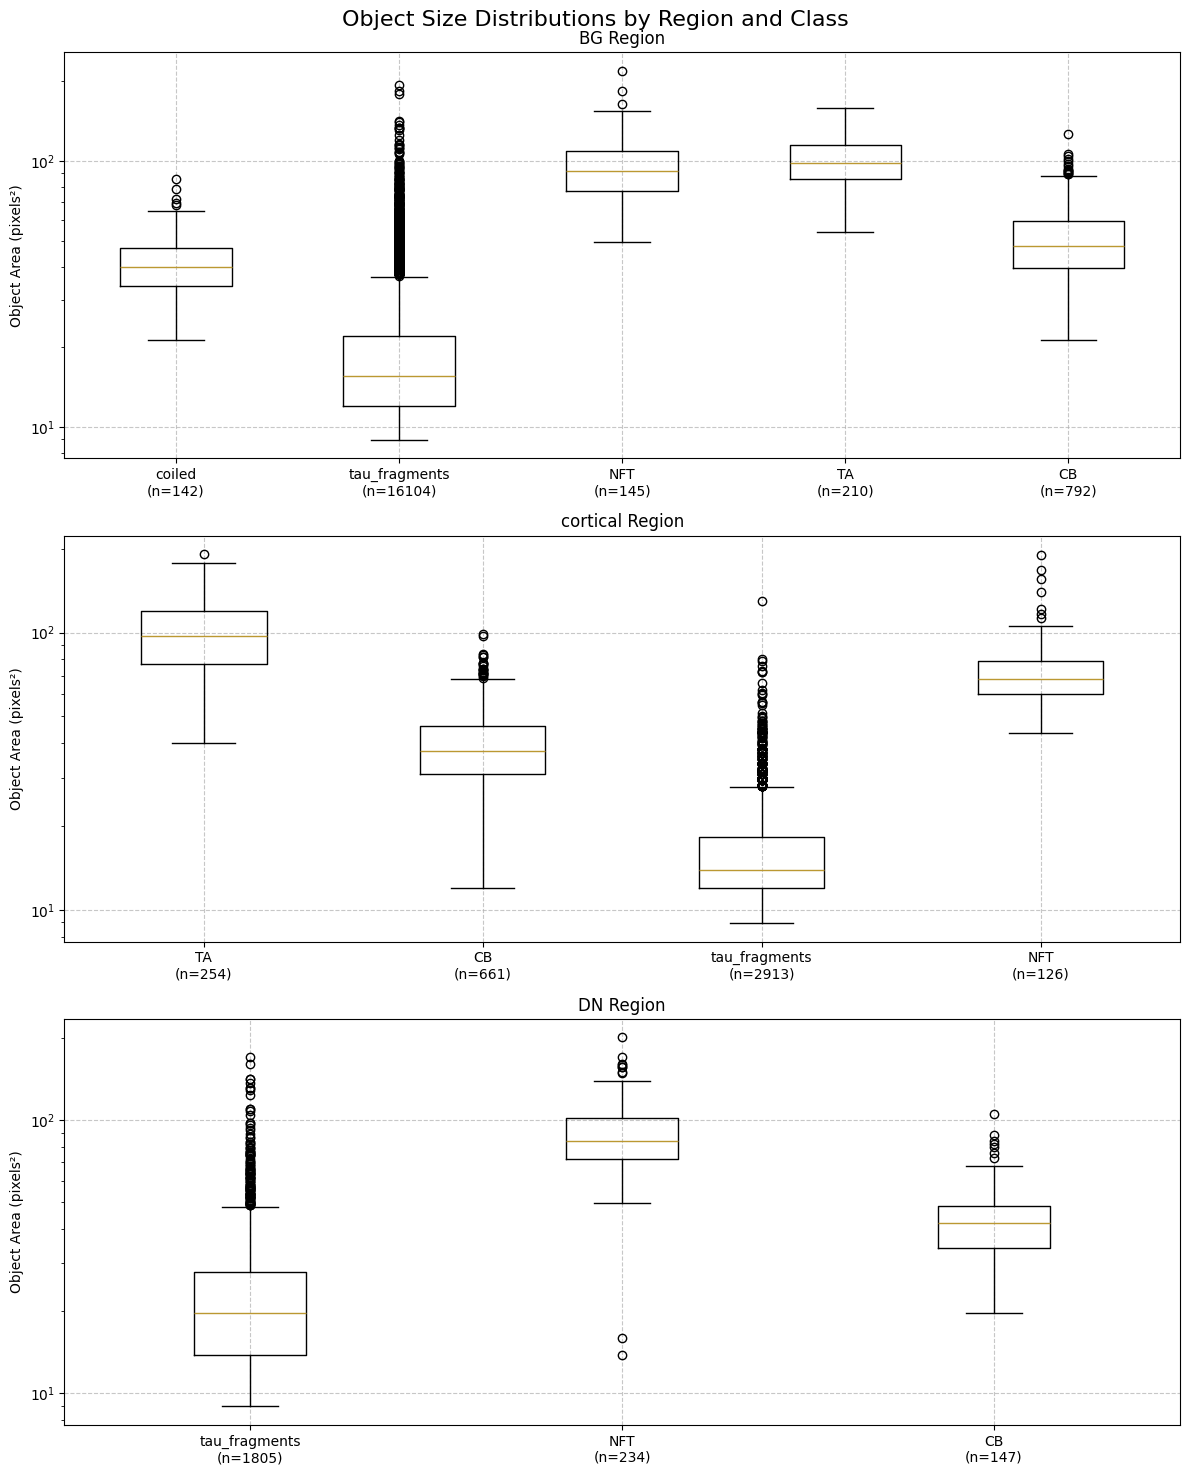 Object Size Distributions by Region and Class
BG Region
Object Area (pixels²)
10²
10¹
coiled
(n=142)
tau_fragments
(n=16104)
NFT
(n=145)
TA
(n=210)
CB
(n=792)
cortical Region
Object Area (pixels²)
10²
10¹
TA
(n=254)
CB
(n=661)
tau_fragments
(n=2913)
NFT
(n=126)
DN Region
Object Area (pixels²)
10²
10¹
tau_fragments
(n=1805)
NFT
(n=234)
CB
(n=147)